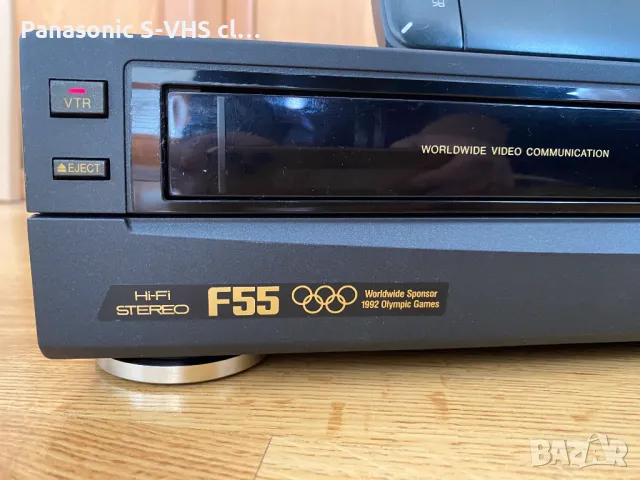 Panasonic S-VHS cl...
VTR
EJECT
WORLDWIDE VIDEO COMMUNICATION
Hi-Fi
STEREO
F55
Worldwide Sponsor
1992 Olympic Games
BAZAR